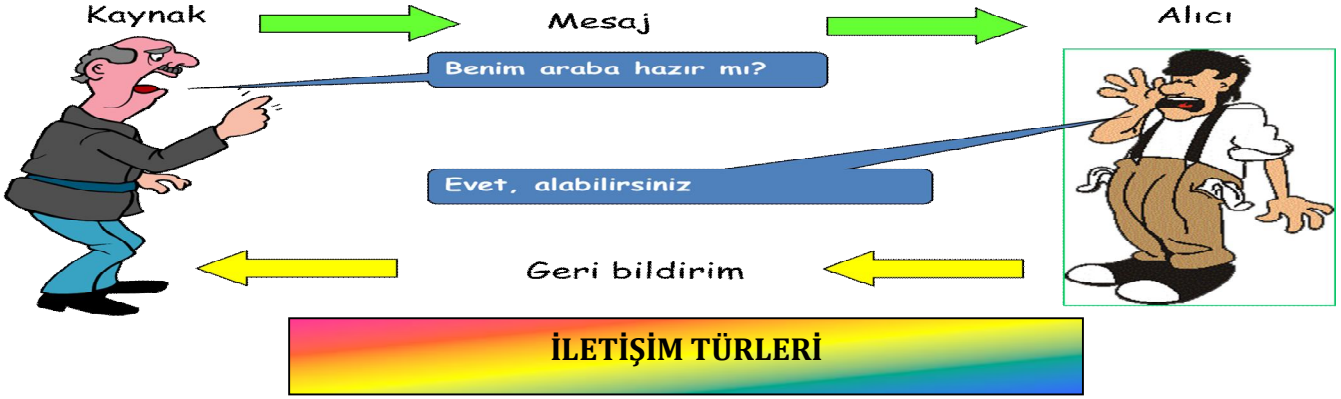 Kaynak
Mesaj
Alıcı
Benim araba hazır mı?
Evet, alabilirsiniz
Geri bildirim
İLETİŞİM TÜRLERİ